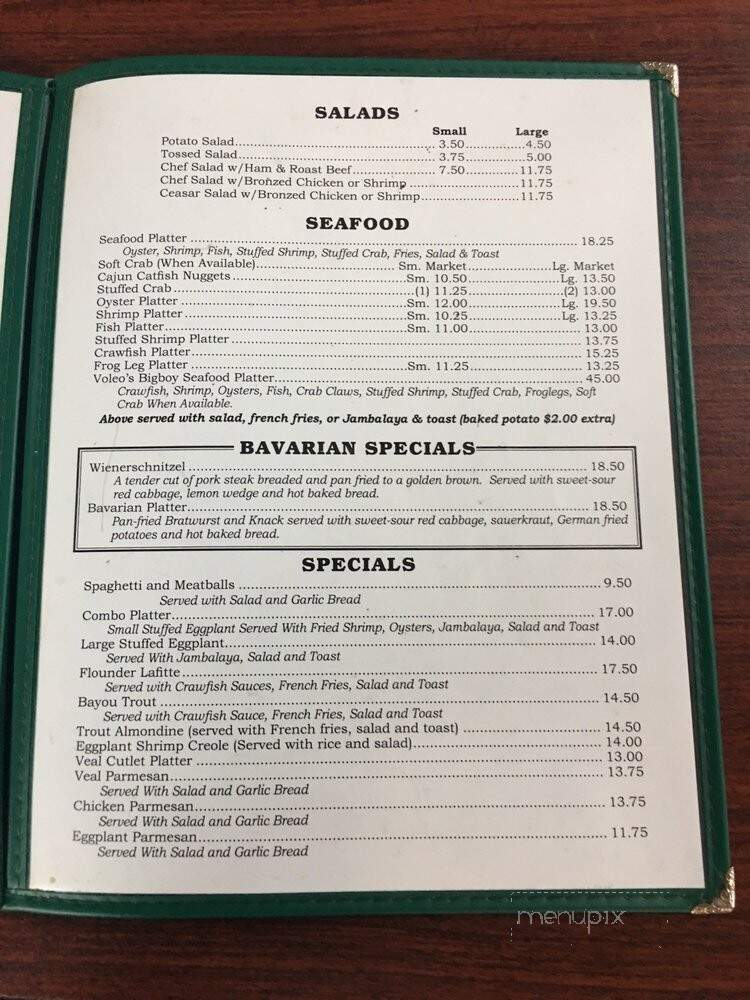 SALADS
Small Large
Potato Salad 3.50 4.50
Tossed Salad 3.75 5.00
Chef Salad w/Ham & Roast Beef 7.50 11.75
Chef Salad w/Bronzed Chicken or Shrimp 11.75
Ceasar Salad w/Bronzed Chicken or Shrimp 11.75
SEAFOOD
Seafood Platter 18.25
Oyster, Shrimp, Fish, Stuffed Shrimp, Stuffed Crab, Fries, Salad & Toast
Soft Crab (When Available) Sm. Market Lg. Market
Cajun Catfish Nuggets Sm. 10.50 Lg. 13.50
Stuffed Crab (1) 11.25 (2) 13.00
Oyster Platter Sm. 12.00 Lg. 19.50
Shrimp Platter Sm. 10.25 Lg. 13.25
Fish Platter Sm. 11.00 13.00
Stuffed Shrimp Platter 13.75
Crawfish Platter 15.25
Frog Leg Platter Sm. 11.25 13.25
Voleo's Bigboy Seafood Platter 45.00
Crawfish, Shrimp, Oysters, Fish, Crab Claws, Stuffed Shrimp, Stuffed Crab, Froglegs, Soft
Crab When Available.
Above served with salad, french fries, or Jambalaya & toast (baked potato $2.00 extra)
BAVARIAN SPECIALS
Wienerschnitzel 18.50
A tender cut of pork steak breaded and pan fried to a golden brown. Served with sweet-sour
red cabbage, lemon wedge and hot baked bread.
Bavarian Platter 18.50
Pan-fried Bratwurst and Knack served with sweet-sour red cabbage, sauerkraut, German fried
potatoes and hot baked bread.
SPECIALS
Spaghetti and Meatballs 9.50
Served with Salad and Garlic Bread
Combo Platter 17.00
Small Stuffed Eggplant Served With Fried Shrimp, Oysters, Jambalaya, Salad and Toast
Large Stuffed Eggplant 14.00
Served With Jambalaya, Salad and Toast
Flounder Lafitte 17.50
Served with Crawfish Sauces, French Fries, Salad and Toast
Bayou Trout 14.50
Served with Crawfish Sauce, French Fries, Salad and Toast
Trout Almondine (served with French fries, salad and toast) 14.50
Eggplant Shrimp Creole (Served with rice and salad) 14.00
Veal Cutlet Platter 13.00
Veal Parmesan 13.75
Served With Salad and Garlic Bread
Chicken Parmesan 13.75
Served With Salad and Garlic Bread
Eggplant Parmesan 11.75
Served With Salad and Garlic Bread
menupix